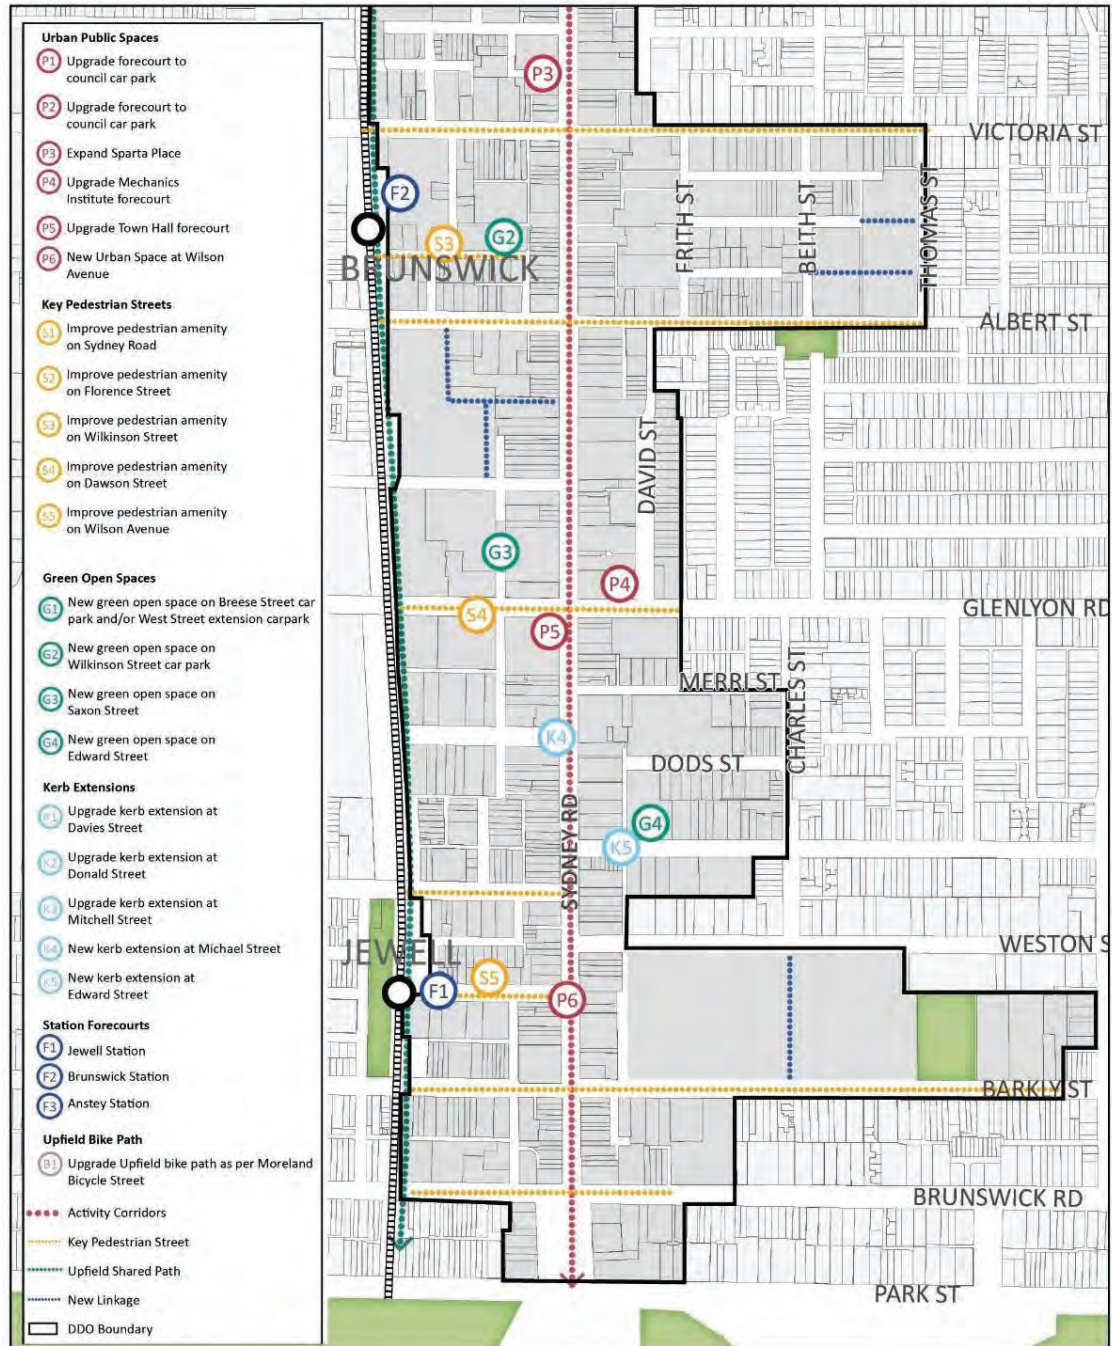 Urban Public Spaces
P1 Upgrade forecourt to
council car park
P2 Upgrade forecourt to
council car park
P3 Expand Sparta Place
P4 Upgrade Mechanics
Institute forecourt
P5 Upgrade Town Hall forecourt
P6 New Urban Space at Wilson
Avenue
Key Pedestrian Streets
S1 Improve pedestrian amenity
on Sydney Road
S2 Improve pedestrian amenity
on Florence Street
S3 Improve pedestrian amenity
on Wilkinson Street
S4 Improve pedestrian amenity
on Dawson Street
S5 Improve pedestrian amenity
on Wilson Avenue
Green Open Spaces
G1 New green open space on Breese Street car
park and/or West Street extension carpark
G2 New green open space on
Wilkinson Street car park
G3 New green open space on
Saxon Street
G4 New green open space on
Edward Street
Kerb Extensions
K1 Upgrade kerb extension at
Davies Street
K2 Upgrade kerb extension at
Donald Street
K3 Upgrade kerb extension at
Mitchell Street
K4 New kerb extension at Michael Street
K5 New kerb extension at
Edward Street
Station Forecourts
F1 Jewell Station
F2 Brunswick Station
F3 Anstey Station
Upfield Bike Path
B1 Upgrade Upfield bike path as per Moreland
Bicycle Street
Activity Corridors
Key Pedestrian Street
Upfield Shared Path
New Linkage
DDO Boundary
P3
VICTORIA ST
F2
FRITH ST
BEITH ST
THOMAS ST
S3
G2
BRUNSWICK
ALBERT ST
DAVID ST
G3
P4
S4
GLENLYON RD
P5
MERRI ST
CHARLES ST
K4
DODS ST
SYDNEY RD
G4
K5
JEWELL
WESTON S
F1
S5
P6
BARKLY ST
BRUNSWICK RD
PARK ST